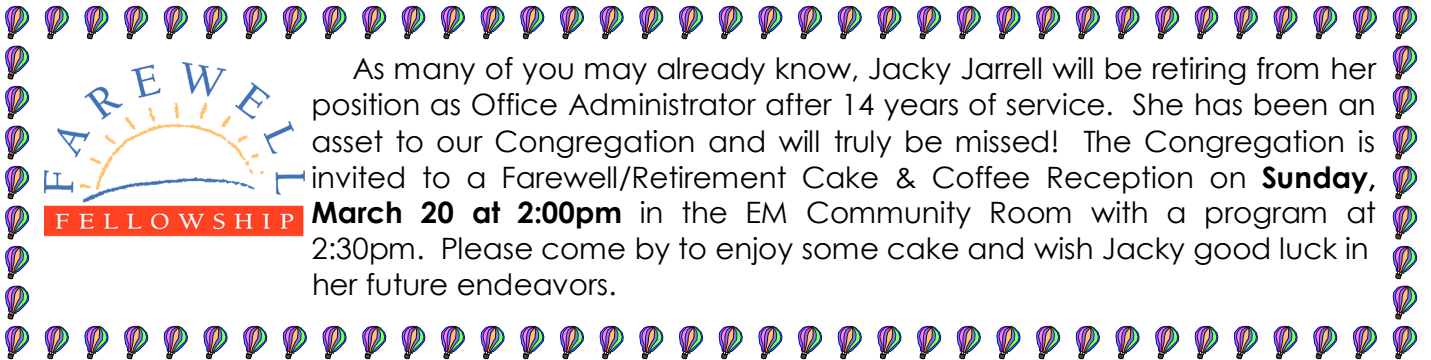 FAREWELL
FELLOWSHIP
As many of you may already know, Jacky Jarrell will be retiring from her
position as Office Administrator after 14 years of service. She has been an
asset to our Congregation and will truly be missed! The Congregation is
invited to a Farewell/Retirement Cake & Coffee Reception on Sunday,
March 20 at 2:00pm in the EM Community Room with a program at
2:30pm. Please come by to enjoy some cake and wish Jacky good luck in
her future endeavors.